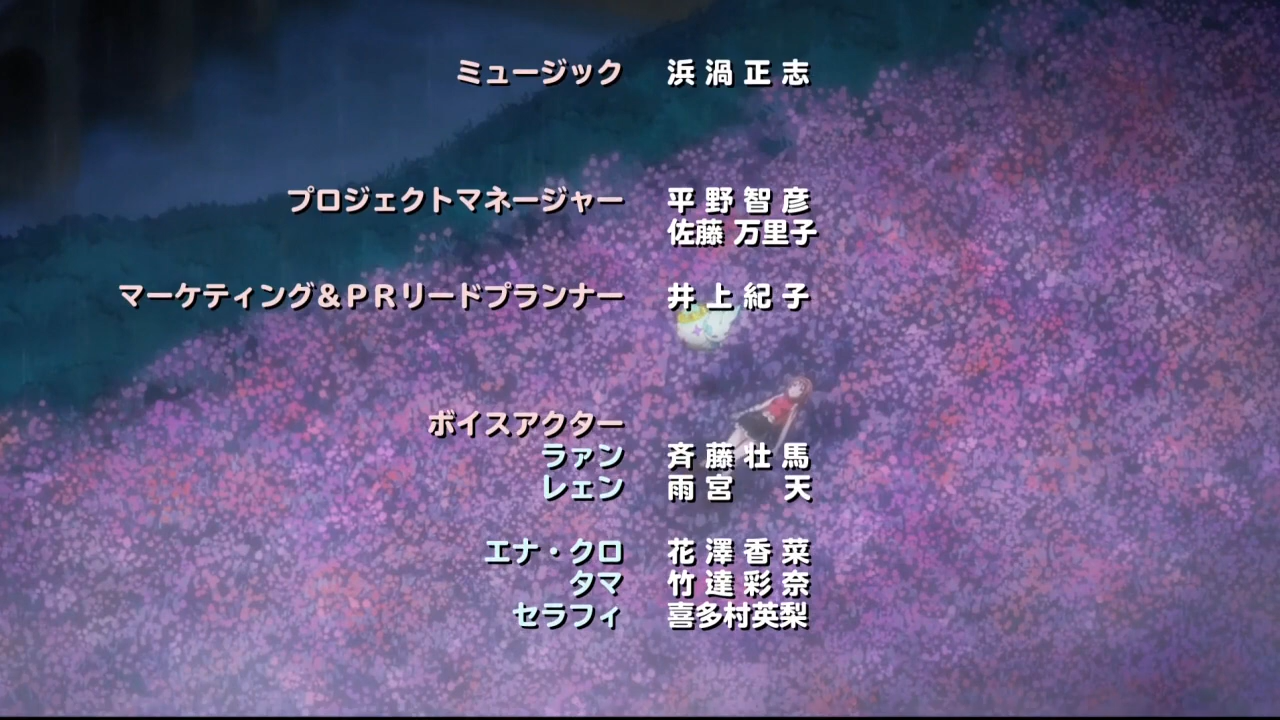 ミュージック 浜渦正志
プロジェクトマネージャー 平野智彦
佐藤 万里子
マーケティング&PRリードプランナー 井上紀子
ボイスアクター
ラァン 斉藤壮馬
レェン 雨宮 天
エナ・クロ 花澤香菜
タマ 竹達彩奈
セラフィ 喜多村英梨